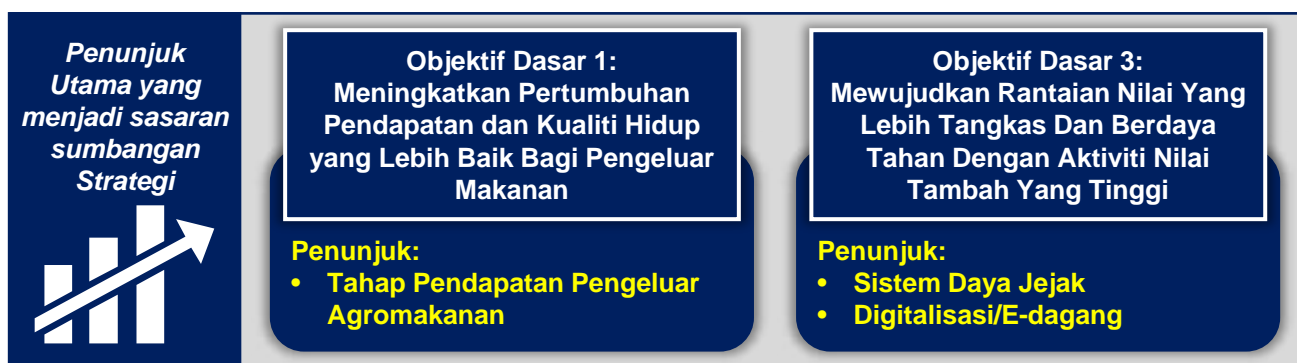 Penunjuk
Utama yang
menjadi sasaran
sumbangan
Strategi
Objektif Dasar 1:
Meningkatkan Pertumbuhan
Pendapatan dan Kualiti Hidup
yang Lebih Baik Bagi Pengeluar
Makanan
Penunjuk:
• Tahap Pendapatan Pengeluar
Agromakanan
Objektif Dasar 3:
Mewujudkan Rantaian Nilai Yang
Lebih Tangkas Dan Berdaya
Tahan Dengan Aktiviti Nilai
Tambah Yang Tinggi
Penunjuk:
• Sistem Daya Jejak
• Digitalisasi/E-dagang